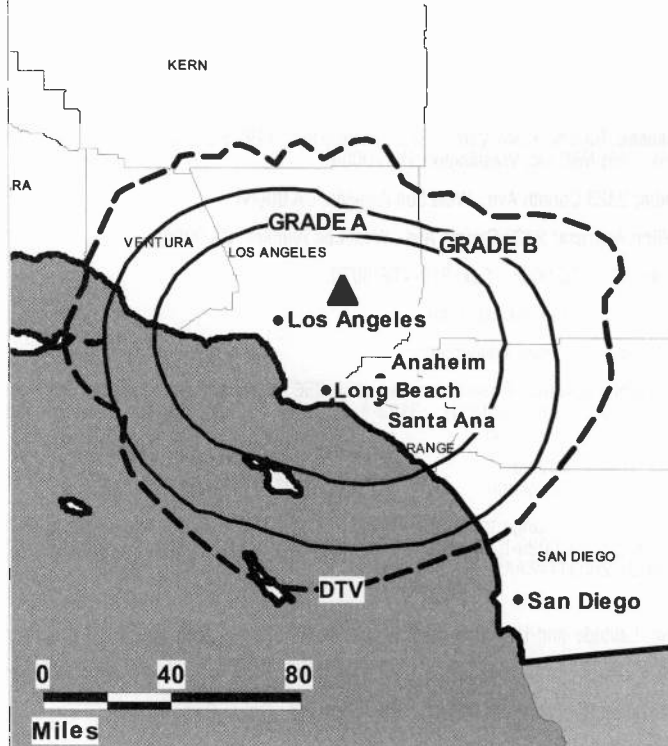 KERN
RA
GRADE A
VENTURA
GRADE B
LOS ANGELES
Los Angeles
Anaheim
Long Beach
Santa Ana
RANGE
SAN DIEGO
DTV
San Diego
0 40 80
Miles